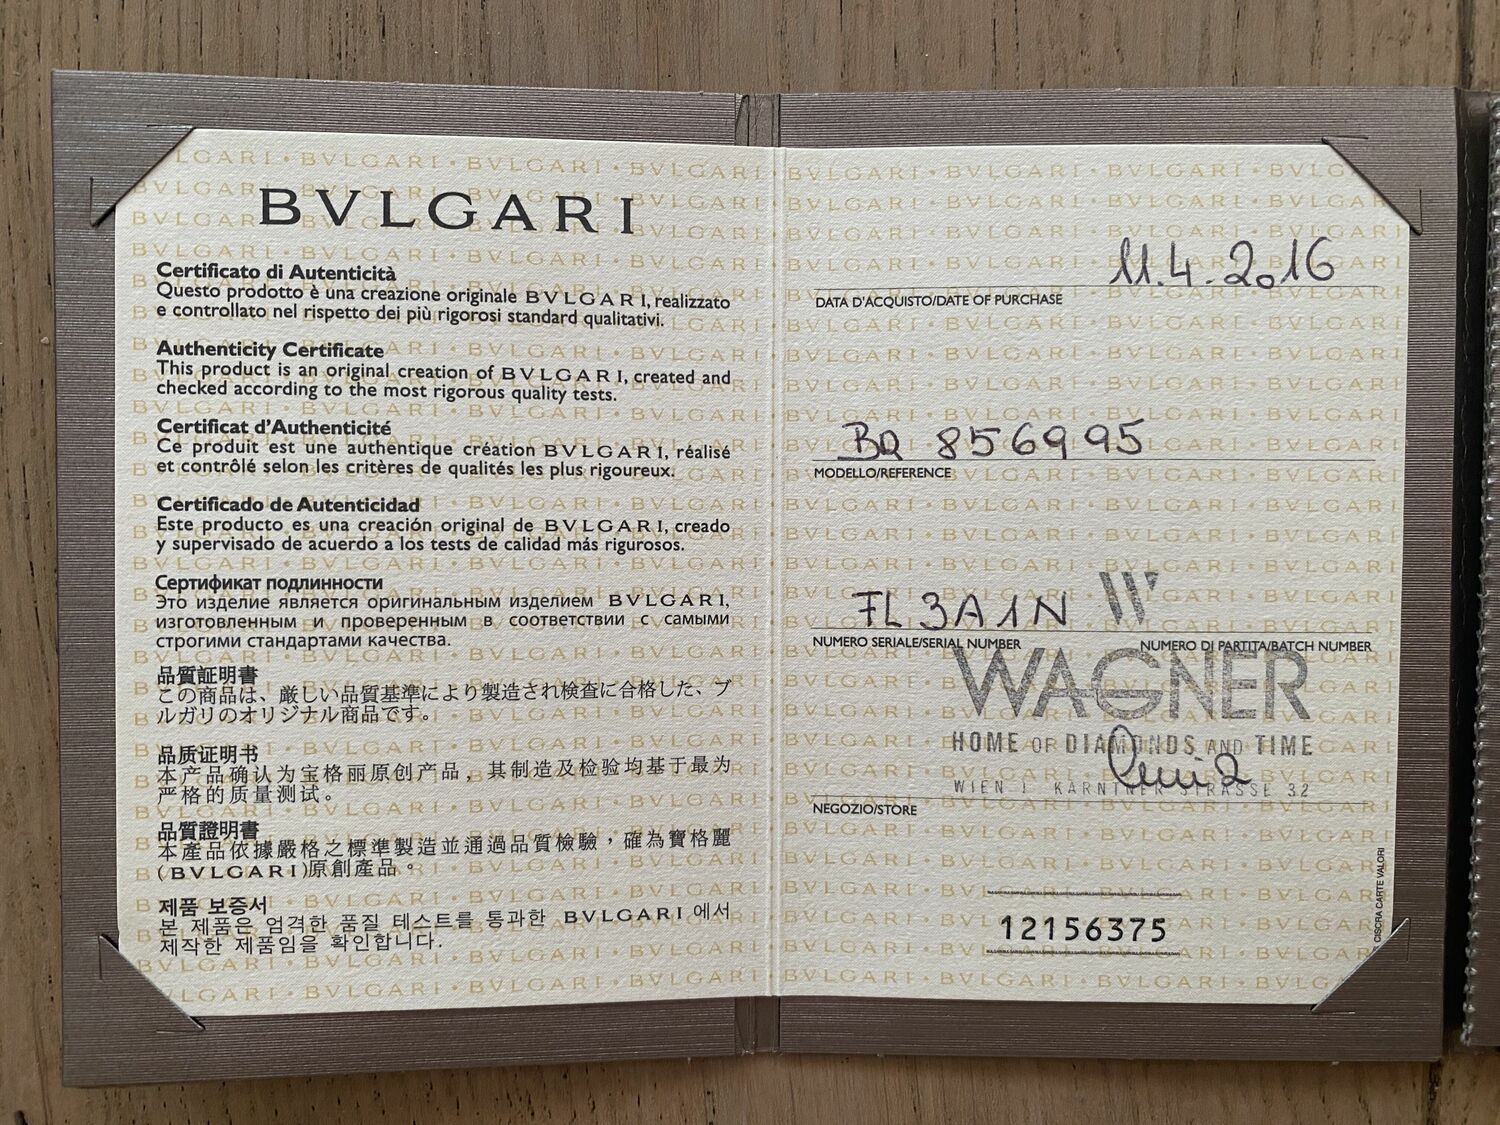 BVLGARI
Certificato di Autenticità
Questo prodotto è una creazione originale BVLGARI, realizzato
e controllato nel rispetto dei più rigorosi standard qualitativi.
Authenticity Certificate
This product is an original creation of BVLGARI, created and
checked according to the most rigorous quality tests.
Certificat d'Authenticité
Ce produit est une authentique création BVLGARI, réalisé
et contrôlé selon les critères de qualités les plus rigoureux.
Certificado de Autenticidad
Este producto es una creación original de BVLGARI, creado
y supervisado de acuerdo a los tests de calidad más rigurosos.
Сертификат подлинности
Это изделие является оригинальным изделием BVLGARI,
изготовленным и проверенным в соответствии с самыми
строгими стандартами качества.
品質証明書
この商品は、厳しい品質基準により製造され検査に合格した、ブ
ルガリのオリジナル商品です。
品质证明书
本产品确认为宝格丽原创产品，其制造及检验均基于最为
严格的质量测试。
品質證明書
本產品依據嚴格之標準製造並通過品質檢驗，確為寶格麗
(BVLGARI)原創產品。
제품 보증서
본 제품은 엄격한 품질 테스트를 통과한 BVLGARI 에서
제작한 제품임을 확인합니다.
11.4.2016
DATA D'ACQUISTO/DATE OF PURCHASE
BQ 856995
MODELLO/REFERENCE
FL3A1N
NUMERO SERIALE/SERIAL NUMBER NUMERO DI PARTITA/BATCH NUMBER
W
WAGNER
HOME OF DIAMONDS AND TIME
WIEN I KÄRNTNER STRASSE 32
NEGOZIO/STORE
12156375
CISCRA CARTE VALORI